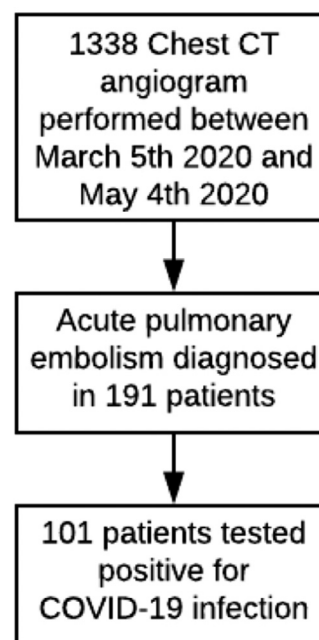 1338 Chest CT
angiogram
performed between
March 5th 2020 and
May 4th 2020
Acute pulmonary
embolism diagnosed
in 191 patients
101 patients tested
positive for
COVID-19 infection